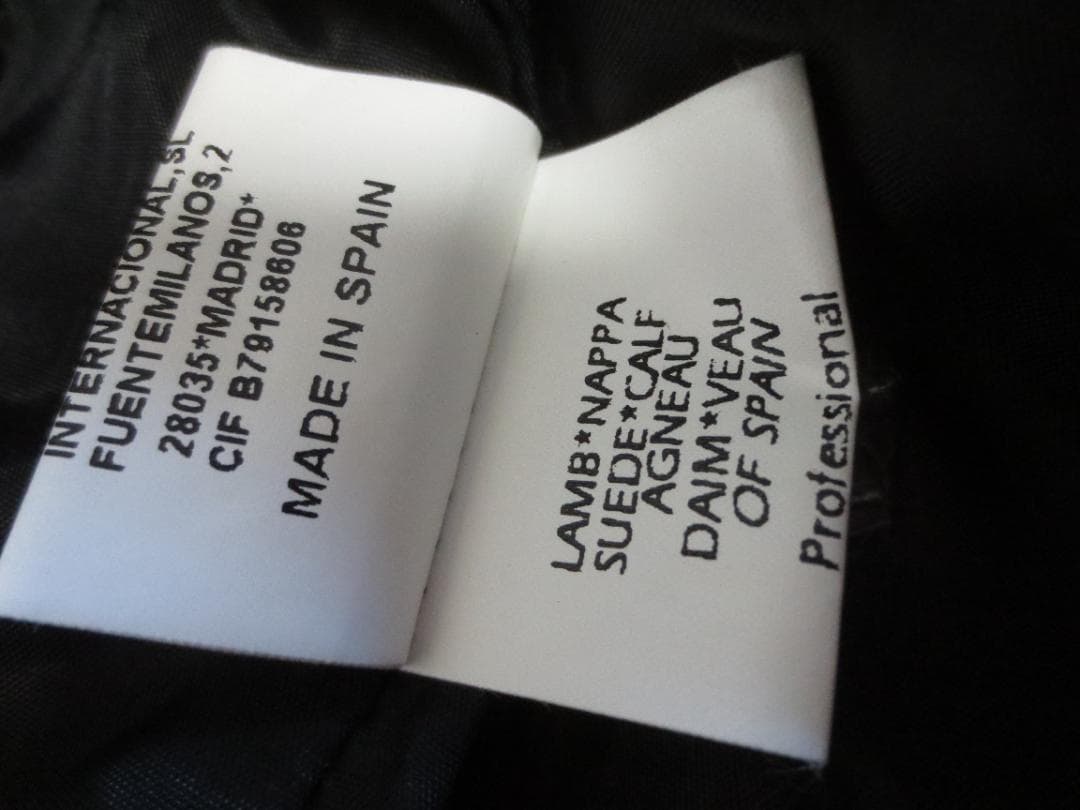 INTERNACIONAL,SL
FUENTEMILANOS,2
28035*MADRID*
CIF B79158606
MADE IN SPAIN
LAMB*NAPPA
SUEDE*CALF
AGNEAU
DAIM*VEAU
OF SPAIN
Professional